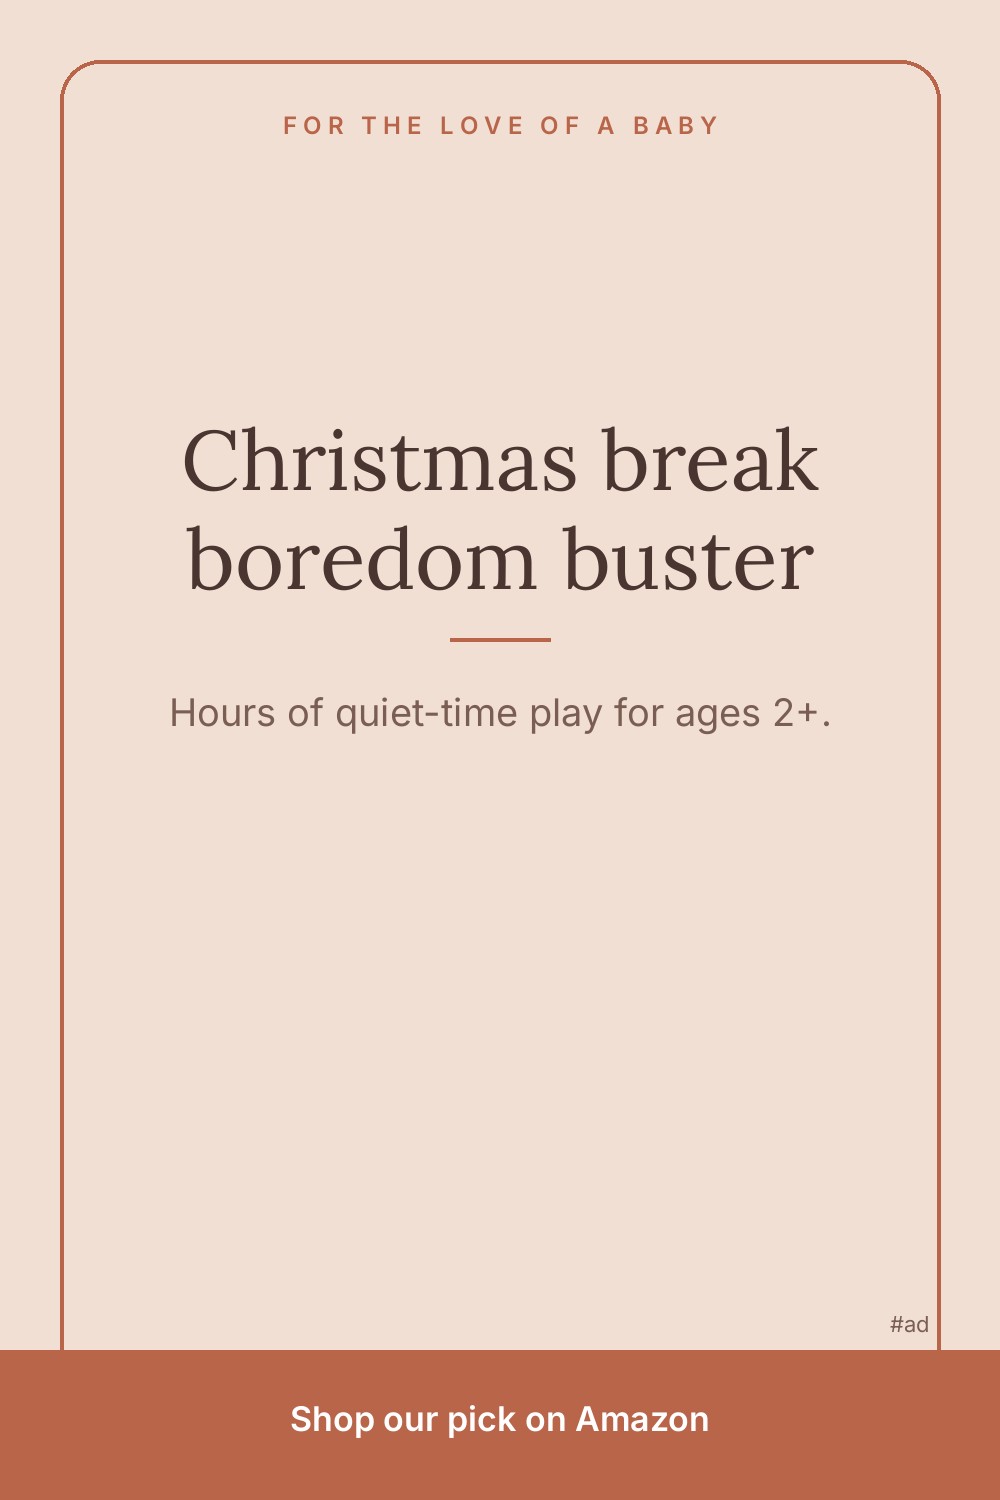 FOR THE LOVE OF A BABY
Christmas break
boredom buster
Hours of quiet-time play for ages 2+.
#ad
Shop our pick on Amazon